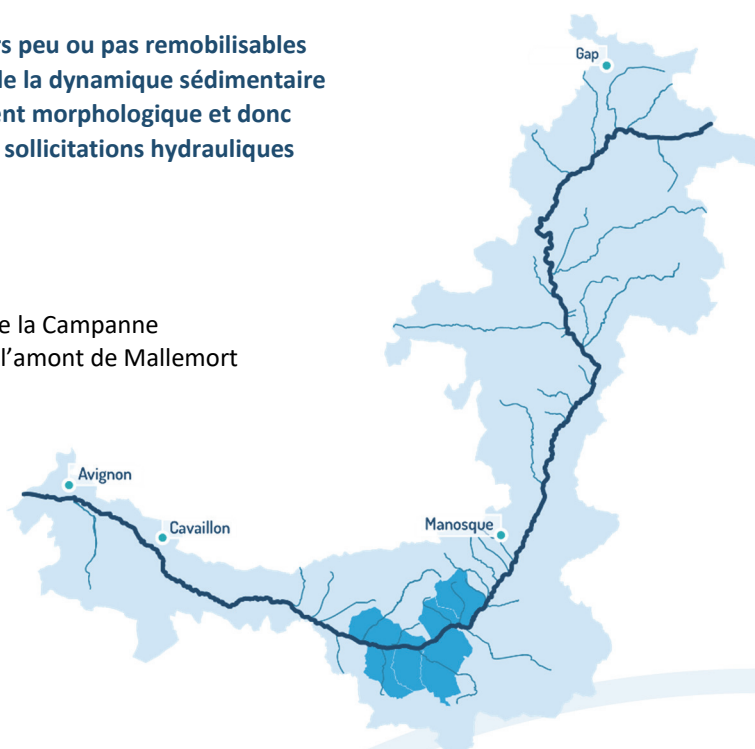 rs peu ou pas remobilisables
de la dynamique sédimentaire
ent morphologique et donc
sollicitations hydrauliques
e la Campanne
l’amont de Mallemort
Gap
Avignon
Cavaillon
Manosque